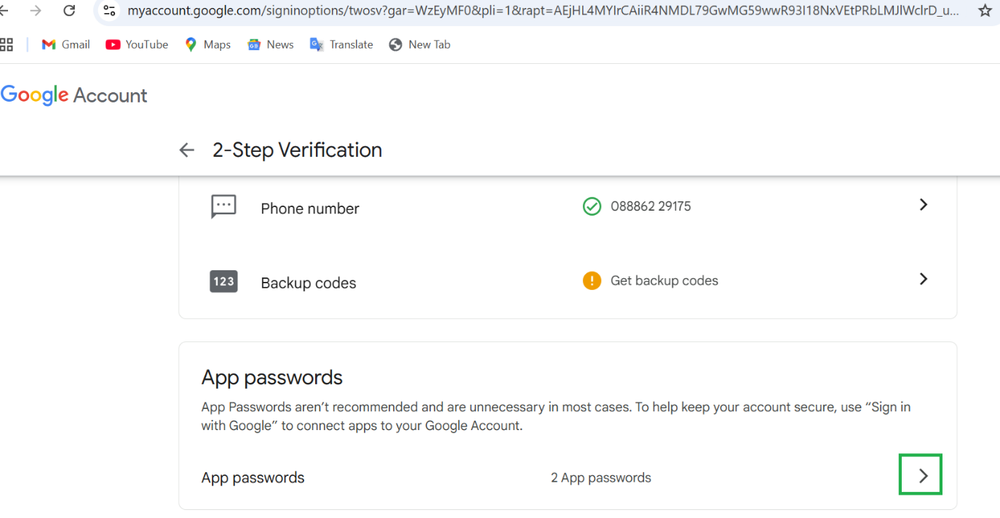 myaccount.google.com/signinoptions/twosv?gar=WzEyMF0&pli=1&rapt=AEjHL4MYIrCAiiR4NMDL79GwMG59wwR93I18NxVEtPRbLMJlWclrD_u...
Gmail YouTube Maps News Translate New Tab
Google Account
2-Step Verification
Phone number 088862 29175
123 Backup codes ! Get backup codes
App passwords
App Passwords aren’t recommended and are unnecessary in most cases. To help keep your account secure, use “Sign in
with Google” to connect apps to your Google Account.
App passwords 2 App passwords